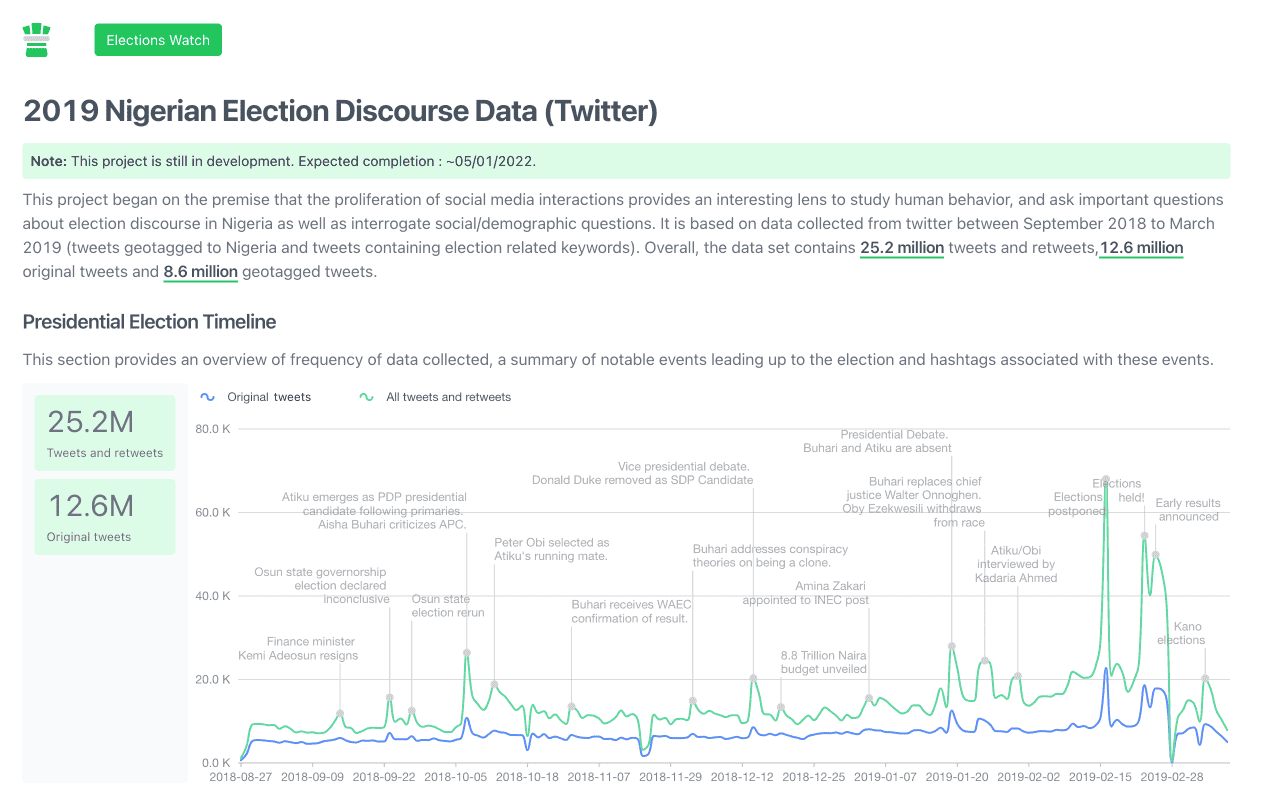 Elections Watch
2019 Nigerian Election Discourse Data (Twitter)
Note: This project is still in development. Expected completion : ~05/01/2022.
This project began on the premise that the proliferation of social media interactions provides an interesting lens to study human behavior, and ask important questions
about election discourse in Nigeria as well as interrogate social/demographic questions. It is based on data collected from twitter between September 2018 to March
2019 (tweets geotagged to Nigeria and tweets containing election related keywords). Overall, the data set contains 25.2 million tweets and retweets,12.6 million
original tweets and 8.6 million geotagged tweets.
Presidential Election Timeline
This section provides an overview of frequency of data collected, a summary of notable events leading up to the election and hashtags associated with these events.
25.2M
Tweets and retweets
12.6M
Original tweets
Original tweets
All tweets and retweets
80.0 K
60.0 K
40.0 K
20.0 K
0.0 K
Finance minister
Kemi Adeosun resigns
Osun state governorship
election declared
inconclusive
Osun state
election rerun
Atiku emerges as PDP presidential
candidate following primaries.
Aisha Buhari criticizes APC.
Peter Obi selected as
Atiku's running mate.
Buhari receives WAEC
confirmation of result.
Buhari addresses conspiracy
theories on being a clone.
Vice presidential debate.
Donald Duke removed as SDP Candidate
8.8 Trillion Naira
budget unveiled
Amina Zakari
appointed to INEC post
Presidential Debate.
Buhari and Atiku are absent
Buhari replaces chief
justice Walter Onnoghen.
Oby Ezekwesili withdraws
from race
Atiku/Obi
interviewed by
Kadaria Ahmed
Elections
postponed
Elections
held!
Early results
announced
Kano
elections
2018-08-27 2018-09-09 2018-09-22 2018-10-05 2018-10-18 2018-11-07 2018-11-29 2018-12-12 2018-12-25 2019-01-07 2019-01-20 2019-02-02 2019-02-15 2019-02-28